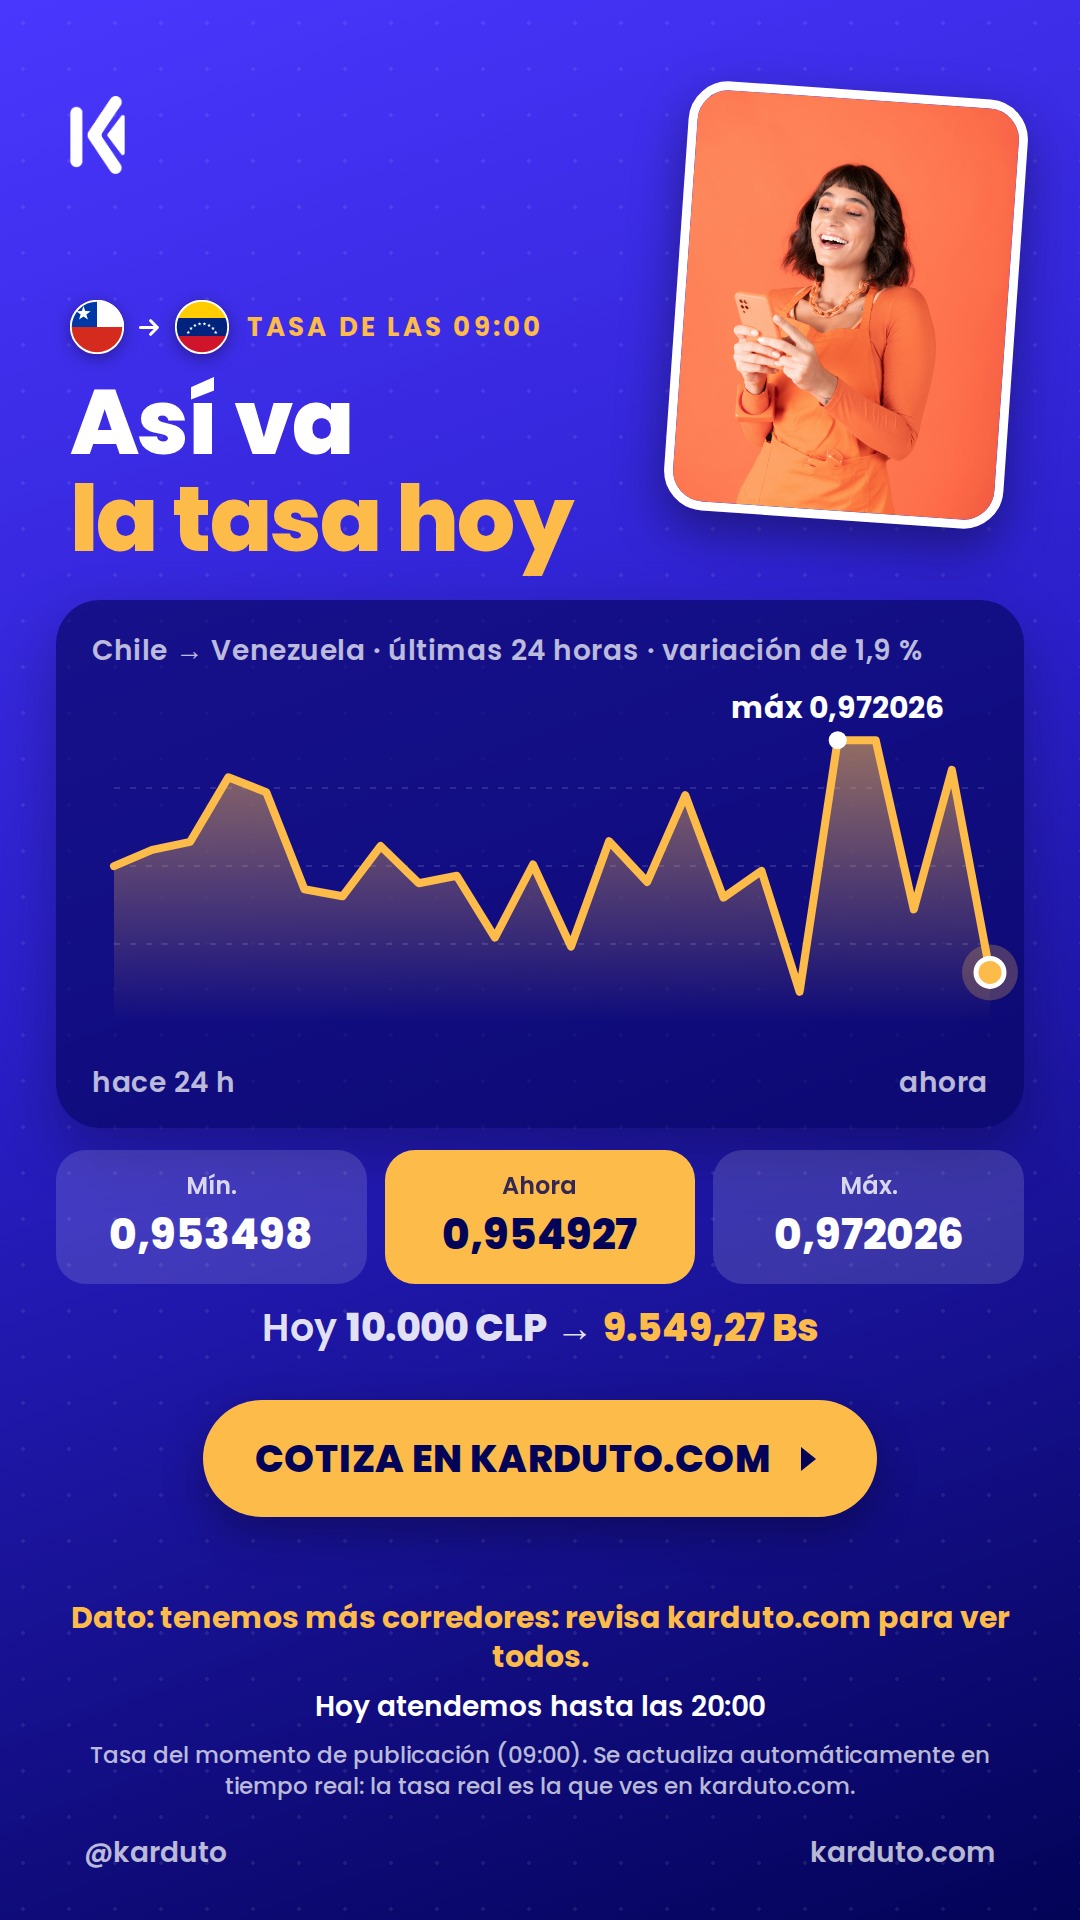 TASA DE LAS 09:00
Así va
la tasa hoy
Chile → Venezuela · últimas 24 horas · variación de 1,9 %
máx 0,972026
hace 24 h
ahora
Mín.
0,953498
Ahora
0,954927
Máx.
0,972026
Hoy 10.000 CLP → 9.549,27 Bs
COTIZA EN KARDUTO.COM
Dato: tenemos más corredores: revisa karduto.com para ver
todos.
Hoy atendemos hasta las 20:00
Tasa del momento de publicación (09:00). Se actualiza automáticamente en
tiempo real: la tasa real es la que ves en karduto.com.
@karduto
karduto.com